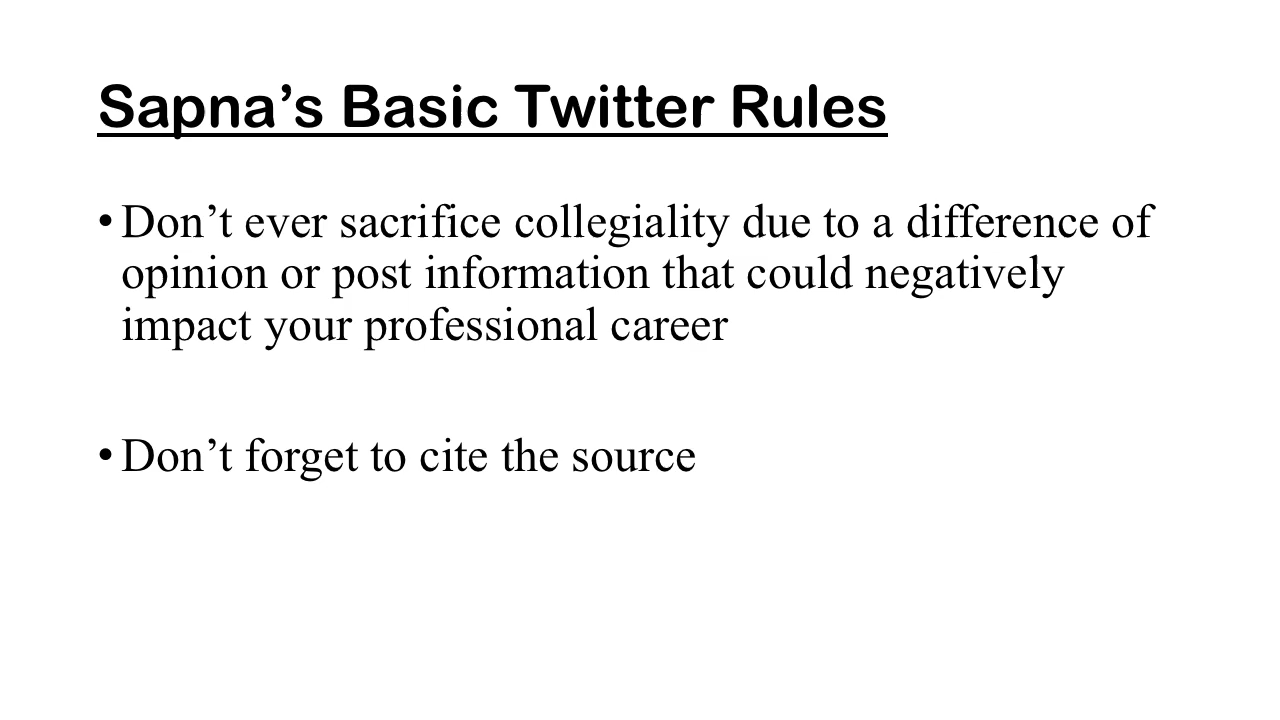 Sapna’s Basic Twitter Rules
• Don’t ever sacrifice collegiality due to a difference of
opinion or post information that could negatively
impact your professional career
• Don’t forget to cite the source